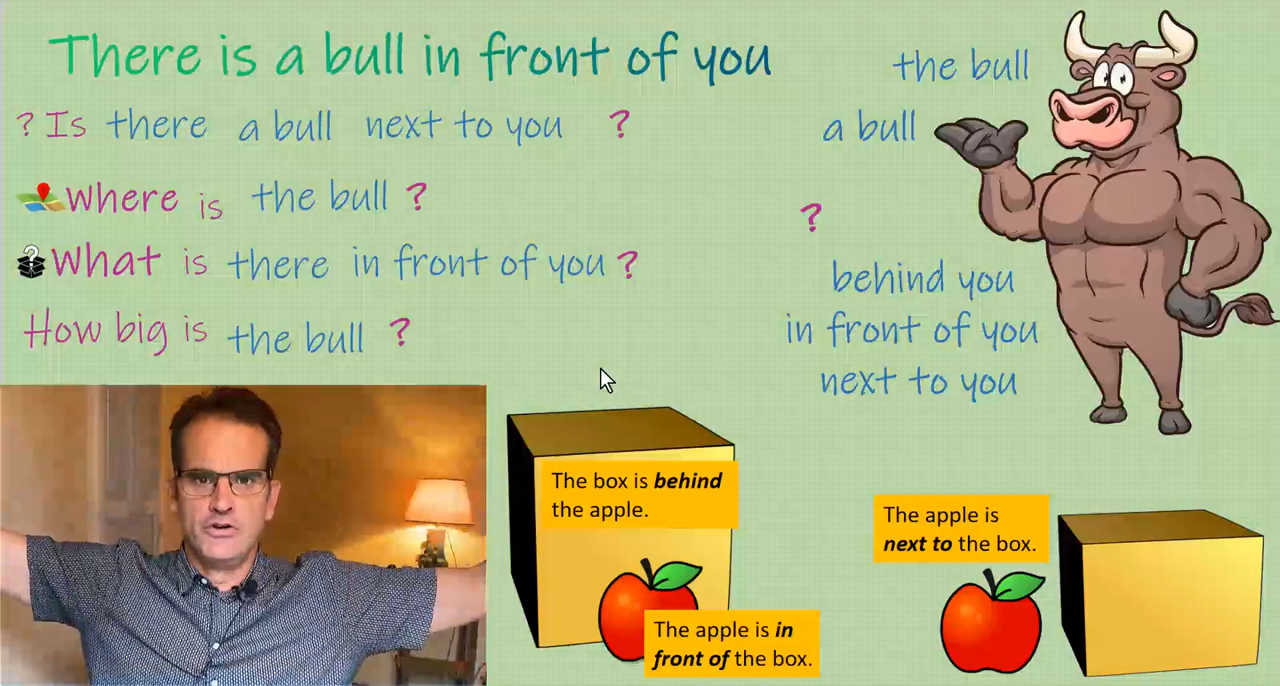 There is a bull in front of you
? Is there a bull next to you ?
Where is the bull ?
? What is there in front of you ?
How big is the bull ?
the bull
a bull
?
behind you
in front of you
next to you
The box is behind
the apple.
The apple is in
front of the box.
The apple is
next to the box.